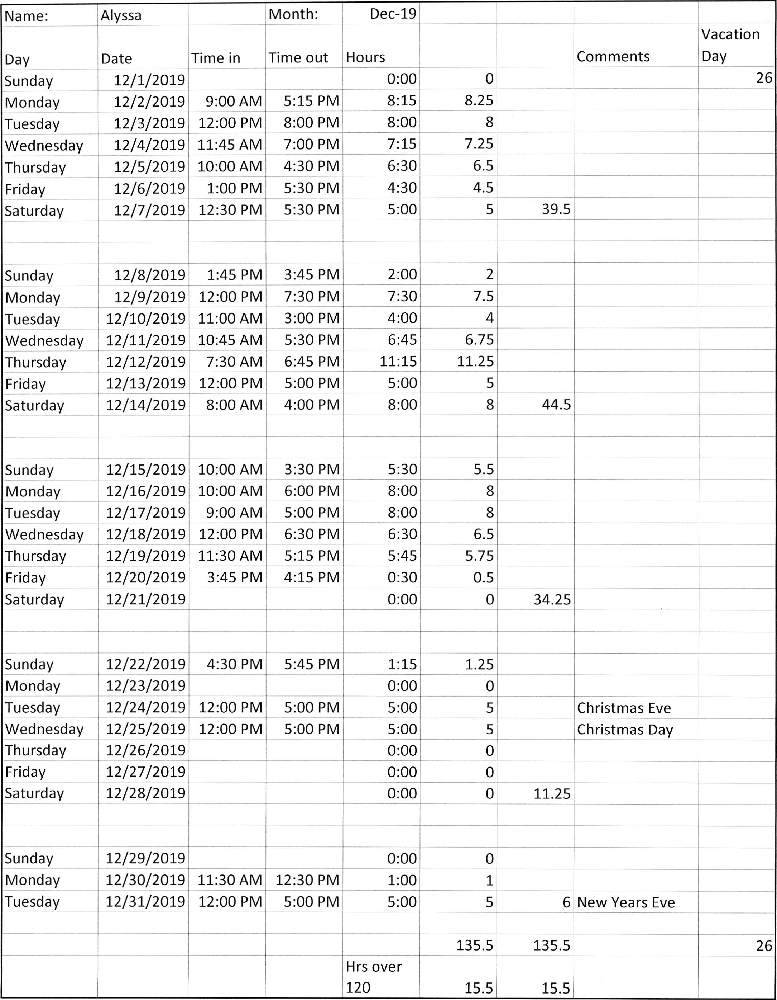 Name: Alyssa Month: Dec-19
Vacation
Day Date Time in Time out Hours Comments Day
Sunday 12/1/2019 0:00 0 26
Monday 12/2/2019 9:00 AM 5:15 PM 8:15 8.25
Tuesday 12/3/2019 12:00 PM 8:00 PM 8:00 8
Wednesday 12/4/2019 11:45 AM 7:00 PM 7:15 7.25
Thursday 12/5/2019 10:00 AM 4:30 PM 6:30 6.5
Friday 12/6/2019 1:00 PM 5:30 PM 4:30 4.5
Saturday 12/7/2019 12:30 PM 5:30 PM 5:00 5 39.5
Sunday 12/8/2019 1:45 PM 3:45 PM 2:00 2
Monday 12/9/2019 12:00 PM 7:30 PM 7:30 7.5
Tuesday 12/10/2019 11:00 AM 3:00 PM 4:00 4
Wednesday 12/11/2019 10:45 AM 5:30 PM 6:45 6.75
Thursday 12/12/2019 7:30 AM 6:45 PM 11:15 11.25
Friday 12/13/2019 12:00 PM 5:00 PM 5:00 5
Saturday 12/14/2019 8:00 AM 4:00 PM 8:00 8 44.5
Sunday 12/15/2019 10:00 AM 3:30 PM 5:30 5.5
Monday 12/16/2019 10:00 AM 6:00 PM 8:00 8
Tuesday 12/17/2019 9:00 AM 5:00 PM 8:00 8
Wednesday 12/18/2019 12:00 PM 6:30 PM 6:30 6.5
Thursday 12/19/2019 11:30 AM 5:15 PM 5:45 5.75
Friday 12/20/2019 3:45 PM 4:15 PM 0:30 0.5
Saturday 12/21/2019 0:00 0 34.25
Sunday 12/22/2019 4:30 PM 5:45 PM 1:15 1.25
Monday 12/23/2019 0:00 0
Tuesday 12/24/2019 12:00 PM 5:00 PM 5:00 5 Christmas Eve
Wednesday 12/25/2019 12:00 PM 5:00 PM 5:00 5 Christmas Day
Thursday 12/26/2019 0:00 0
Friday 12/27/2019 0:00 0
Saturday 12/28/2019 0:00 0 11.25
Sunday 12/29/2019 0:00 0
Monday 12/30/2019 11:30 AM 12:30 PM 1:00 1
Tuesday 12/31/2019 12:00 PM 5:00 PM 5:00 5 6 New Years Eve
135.5 135.5 26
Hrs over
120 15.5 15.5